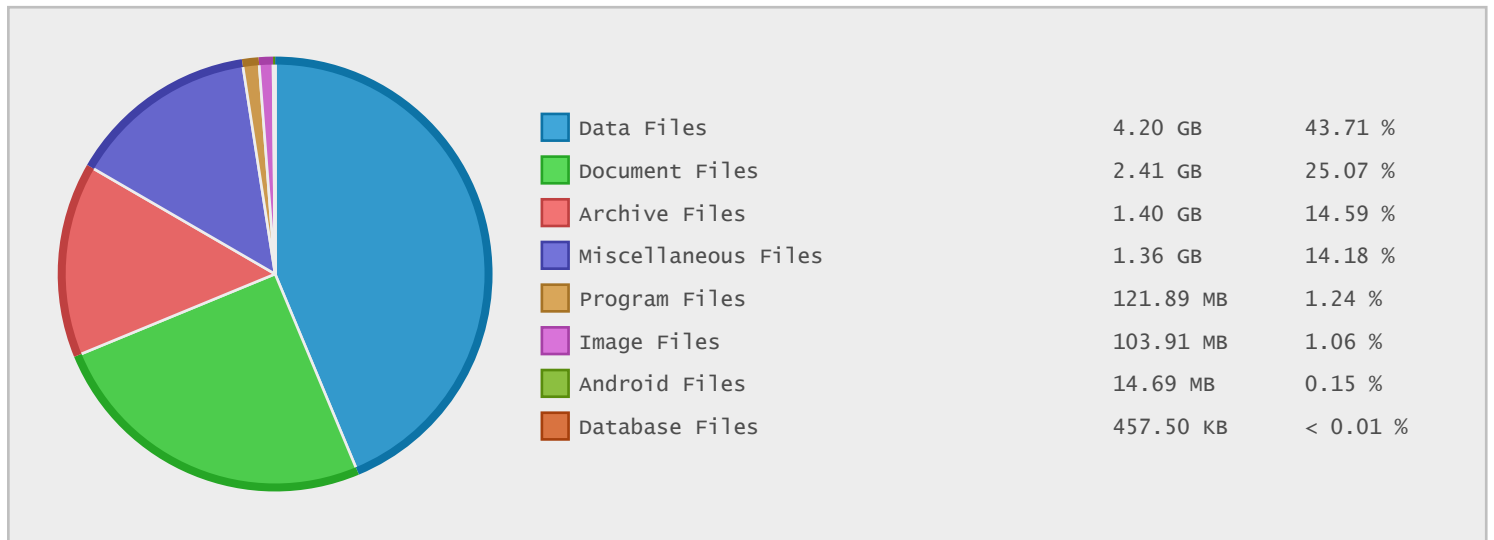 Data Files 4.20 GB 43.71 %
Document Files 2.41 GB 25.07 %
Archive Files 1.40 GB 14.59 %
Miscellaneous Files 1.36 GB 14.18 %
Program Files 121.89 MB 1.24 %
Image Files 103.91 MB 1.06 %
Android Files 14.69 MB 0.15 %
Database Files 457.50 KB < 0.01 %